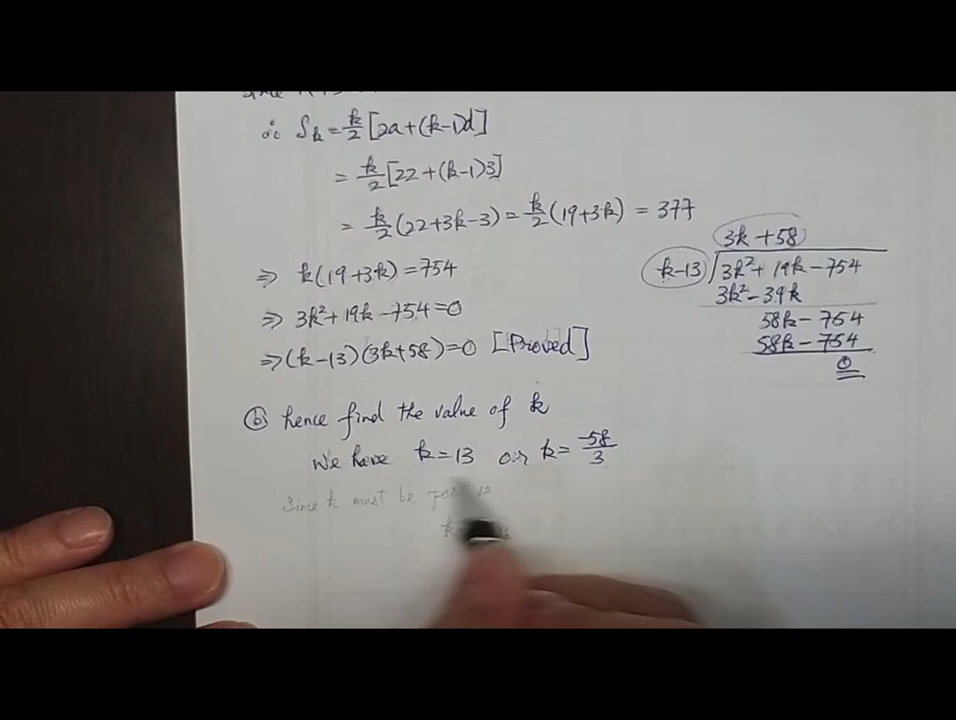 ∴ S_k = k/2 [2a+(k-1)d]
= k/2 [22+(k-1)3]
= k/2 (22+3k-3) = k/2 (19+3k) = 377
⇒ k(19+3k) = 754
⇒ 3k²+19k-754=0
⇒ (k-13)(3k+58)=0 [Proved]
3k+58
k-13 ) 3k²+19k-754
3k²-39k
58k-754
58k-754
0
ⓑ hence find the value of k
We have k=13 or k= -58/3
Since k must be positive.